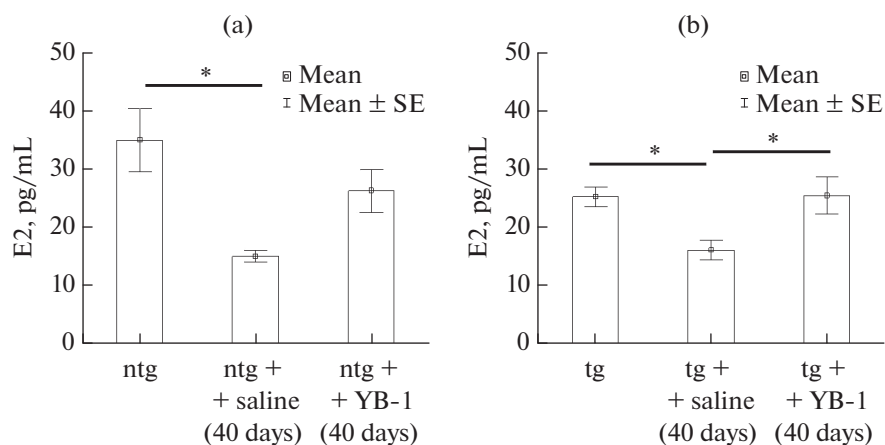 (a)
50
40
30
20
10
0
E2, pg/mL
*
Mean
Mean ± SE
ntg
ntg +
+ saline
(40 days)
ntg +
+ YB-1
(40 days)
(b)
50
40
30
20
10
0
E2, pg/mL
Mean
Mean ± SE
*
*
tg
tg +
+ saline
(40 days)
tg +
+ YB-1
(40 days)